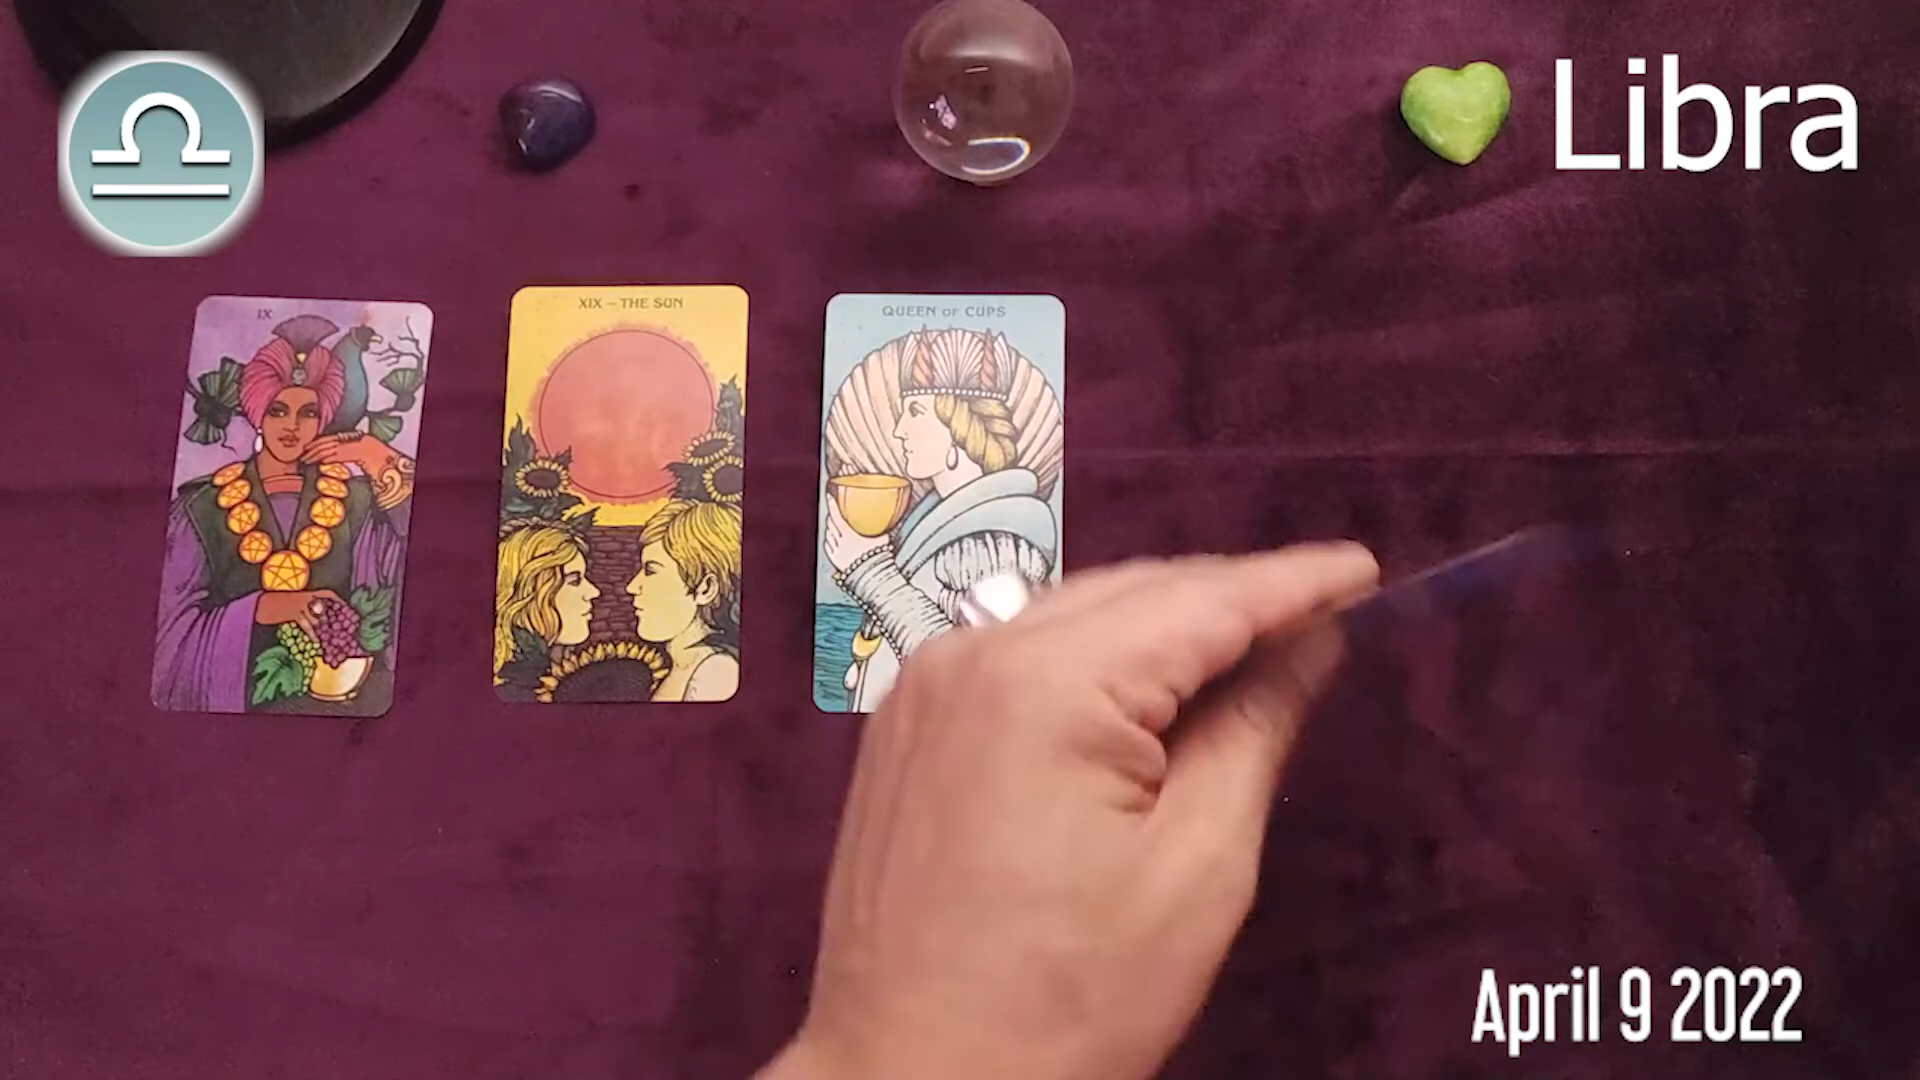 Libra
IX
XIX – THE SUN
QUEEN OF CUPS
April 9 2022